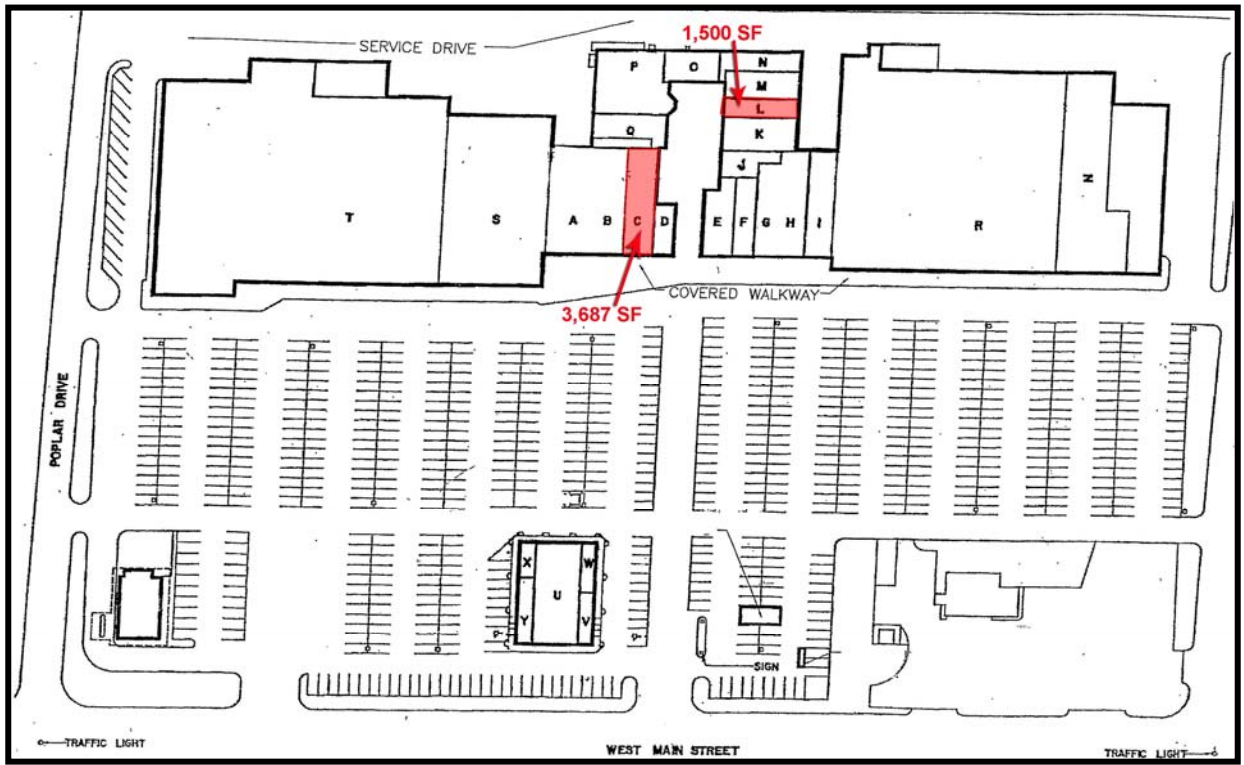 1,500 SF
SERVICE DRIVE
P
O
N
M
L
K
Q
J
T
S
A
B
C
D
E
F
G
H
I
R
Z
COVERED WALKWAY
3,687 SF
POPLAR DRIVE
X
W
U
Y
V
SIGN
TRAFFIC LIGHT
WEST MAIN STREET
TRAFFIC LIGHT